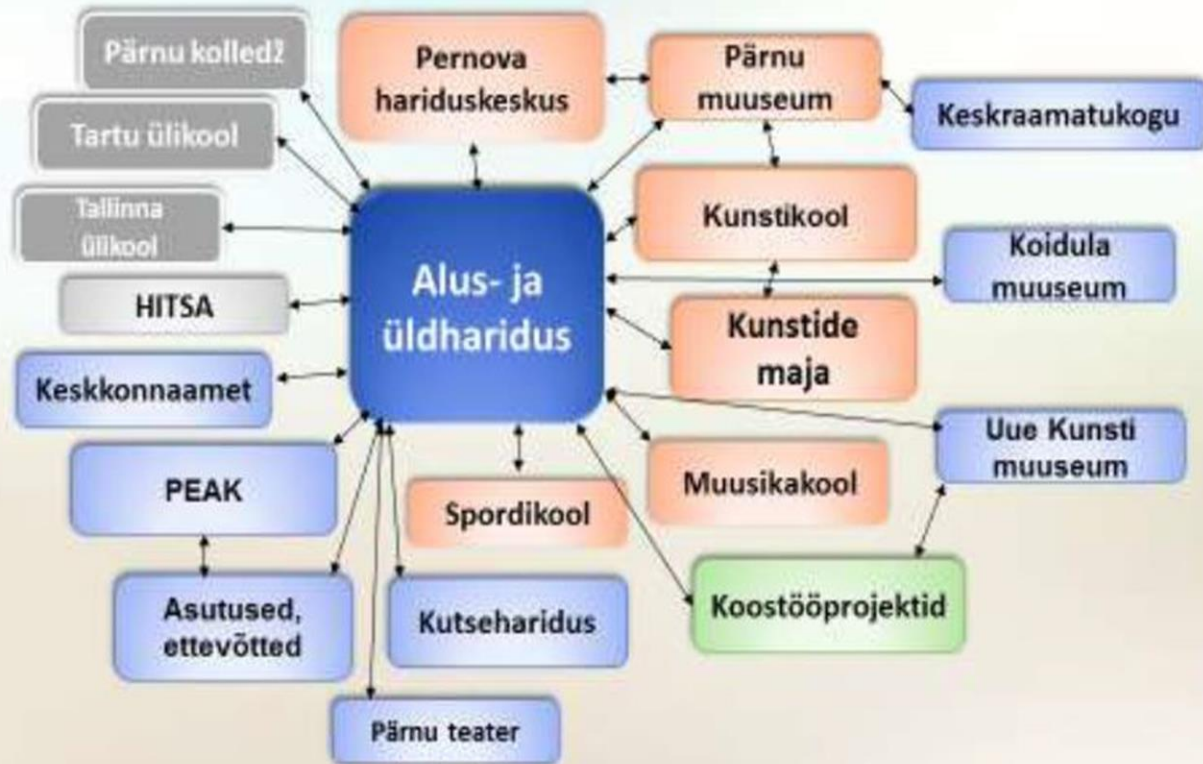 Pärnu kolledž
Pernova
hariduskeskus
Pärnu
muuseum
Keskraamatukogu
Tartu ülikool
Tallinna
ülikool
Kunstikool
Koidula
muuseum
Alus- ja
üldharidus
HITSA
Kunstide
maja
Keskkonnaamet
Uue Kunsti
muuseum
PEAK
Spordikool
Muusikakool
Asutused,
ettevõtted
Kutseharidus
Koostööprojektid
Pärnu teater